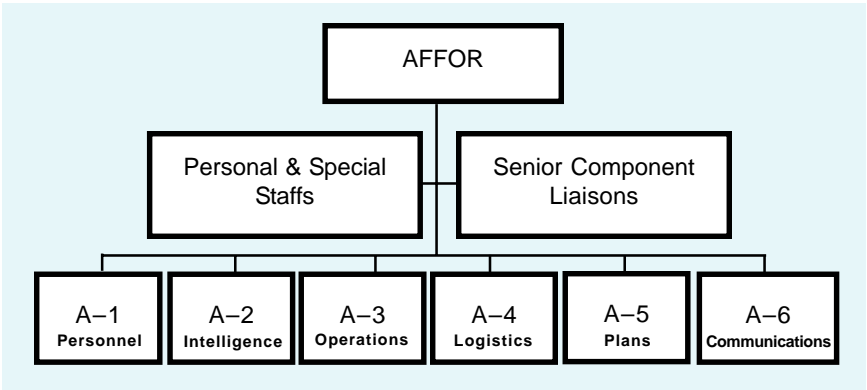 AFFOR
Personal & Special
Staffs
Senior Component
Liaisons
A–1
Personnel
A–2
Intelligence
A–3
Operations
A–4
Logistics
A–5
Plans
A–6
Communications